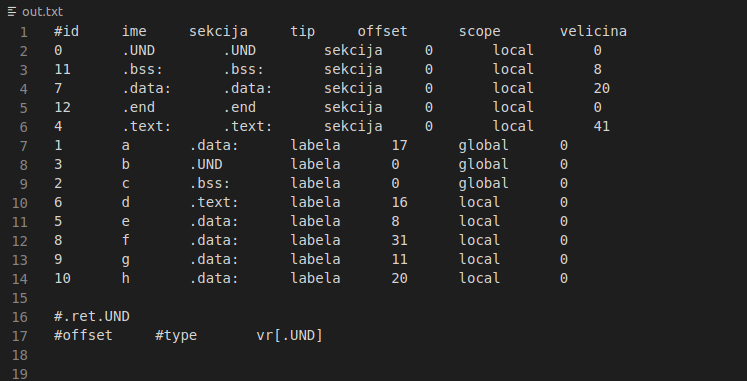 out.txt
1 #id ime sekcija tip offset scope velicina
2 0 .UND .UND sekcija 0 local 0
3 11 .bss: .bss: sekcija 0 local 8
4 7 .data: .data: sekcija 0 local 20
5 12 .end .end sekcija 0 local 0
6 4 .text: .text: sekcija 0 local 41
7 1 a .data: labela 17 global 0
8 3 b .UND labela 0 global 0
9 2 c .bss: labela 0 global 0
10 6 d .text: labela 16 local 0
11 5 e .data: labela 8 local 0
12 8 f .data: labela 31 local 0
13 9 g .data: labela 11 local 0
14 10 h .data: labela 20 local 0
15
16 #.ret.UND
17 #offset #type vr[.UND]
18
19